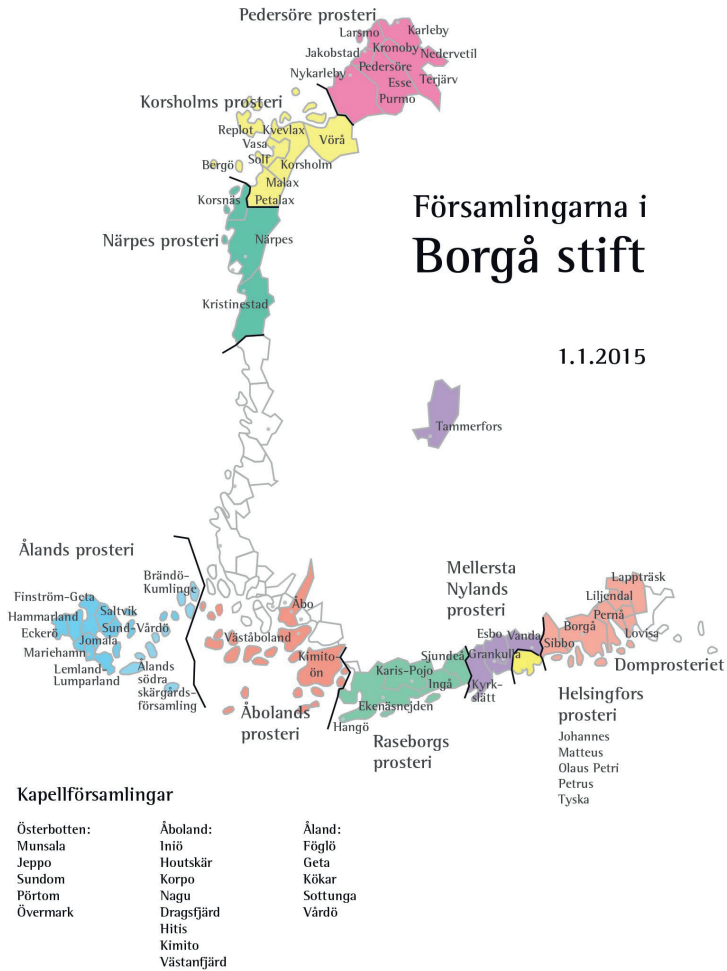 Pedersöre prosteri
Larsmo
Karleby
Kronoby
Jakobstad
Nedervetil
Pedersöre
Nykarleby
Esse
Terjärv
Purmo
Korsholms prosteri
Replot
Kvevlax
Vörå
Vasa
Solf
Bergö
Korsholm
Malax
Korsnäs
Petalax
Närpes prosteri
Närpes
Kristinestad
Församlingarna i
Borgå stift
1.1.2015
Tammerfors
Ålands prosteri
Brändö-
Kumlinge
Finström-Geta
Saltvik
Hammarland
Sund-Vårdö
Eckerö
Jomala
Mariehamn
Lemland-
Lumparland
Ålands
södra
skärgårds-
församling
Åbo
Väståboland
Kimito-
ön
Åbolands
prosteri
Mellersta
Nylands
prosteri
Esbo
Vanda
Grankulla
Kyrk-
slätt
Sjundeå
Karis-Pojo
Ingå
Ekenäsnejden
Hangö
Raseborgs
prosteri
Lappträsk
Liljendal
Pernå
Borgå
Lovisa
Sibbo
Domprosteriet
Helsingfors
prosteri
Johannes
Matteus
Olaus Petri
Petrus
Tyska
Kapellförsamlingar
Österbotten:
Munsala
Jeppo
Sundom
Pörtom
Övermark
Åboland:
Iniö
Houtskär
Korpo
Nagu
Dragsfjärd
Hitis
Kimito
Västanfjärd
Åland:
Föglö
Geta
Kökar
Sottunga
Vårdö